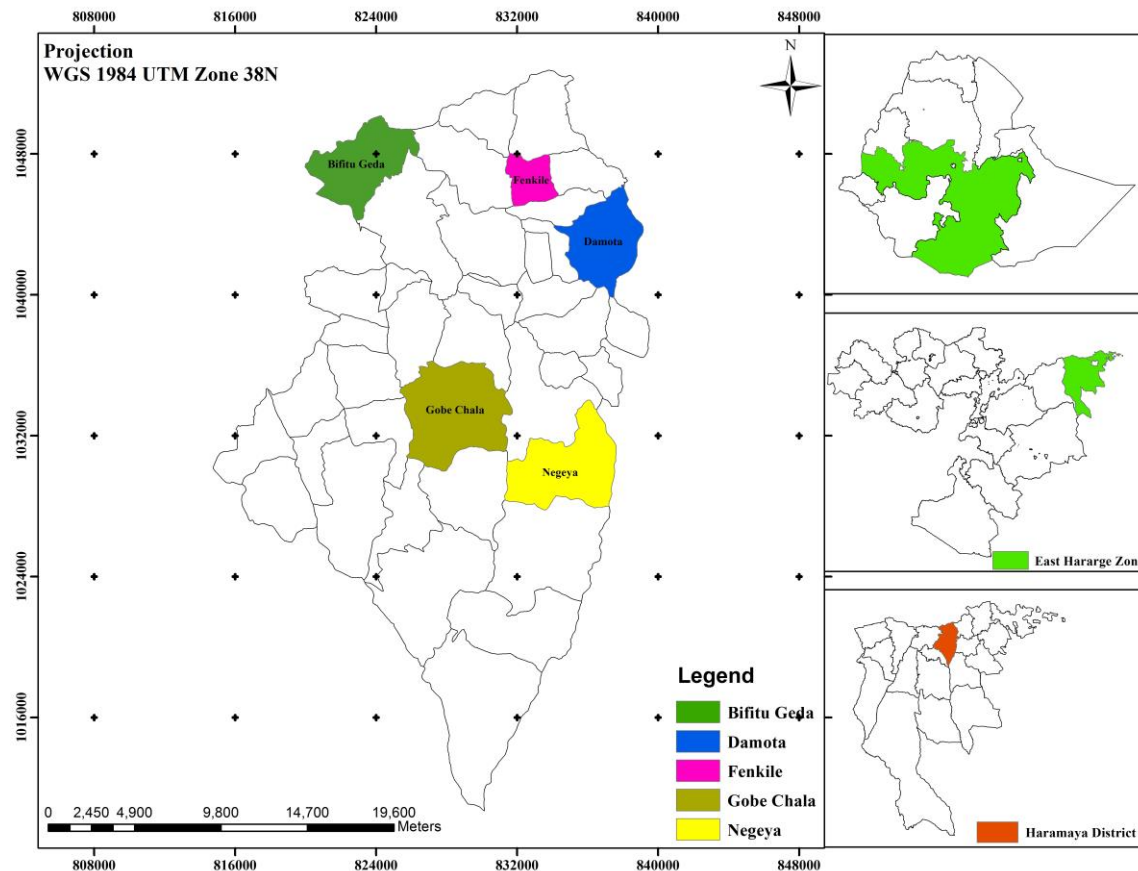 808000 816000 824000 832000 840000 848000
Projection
WGS 1984 UTM Zone 38N
N
1048000
1040000
1032000
1024000
1016000
Bifitu Geda
Fenkile
Damota
Gobe Chala
Negeya
Legend
Bifitu Geda
Damota
Fenkile
Gobe Chala
Negeya
0 2,450 4,900 9,800 14,700 19,600
Meters
808000 816000 824000 832000 840000 848000
East Hararge Zon
Haramaya District